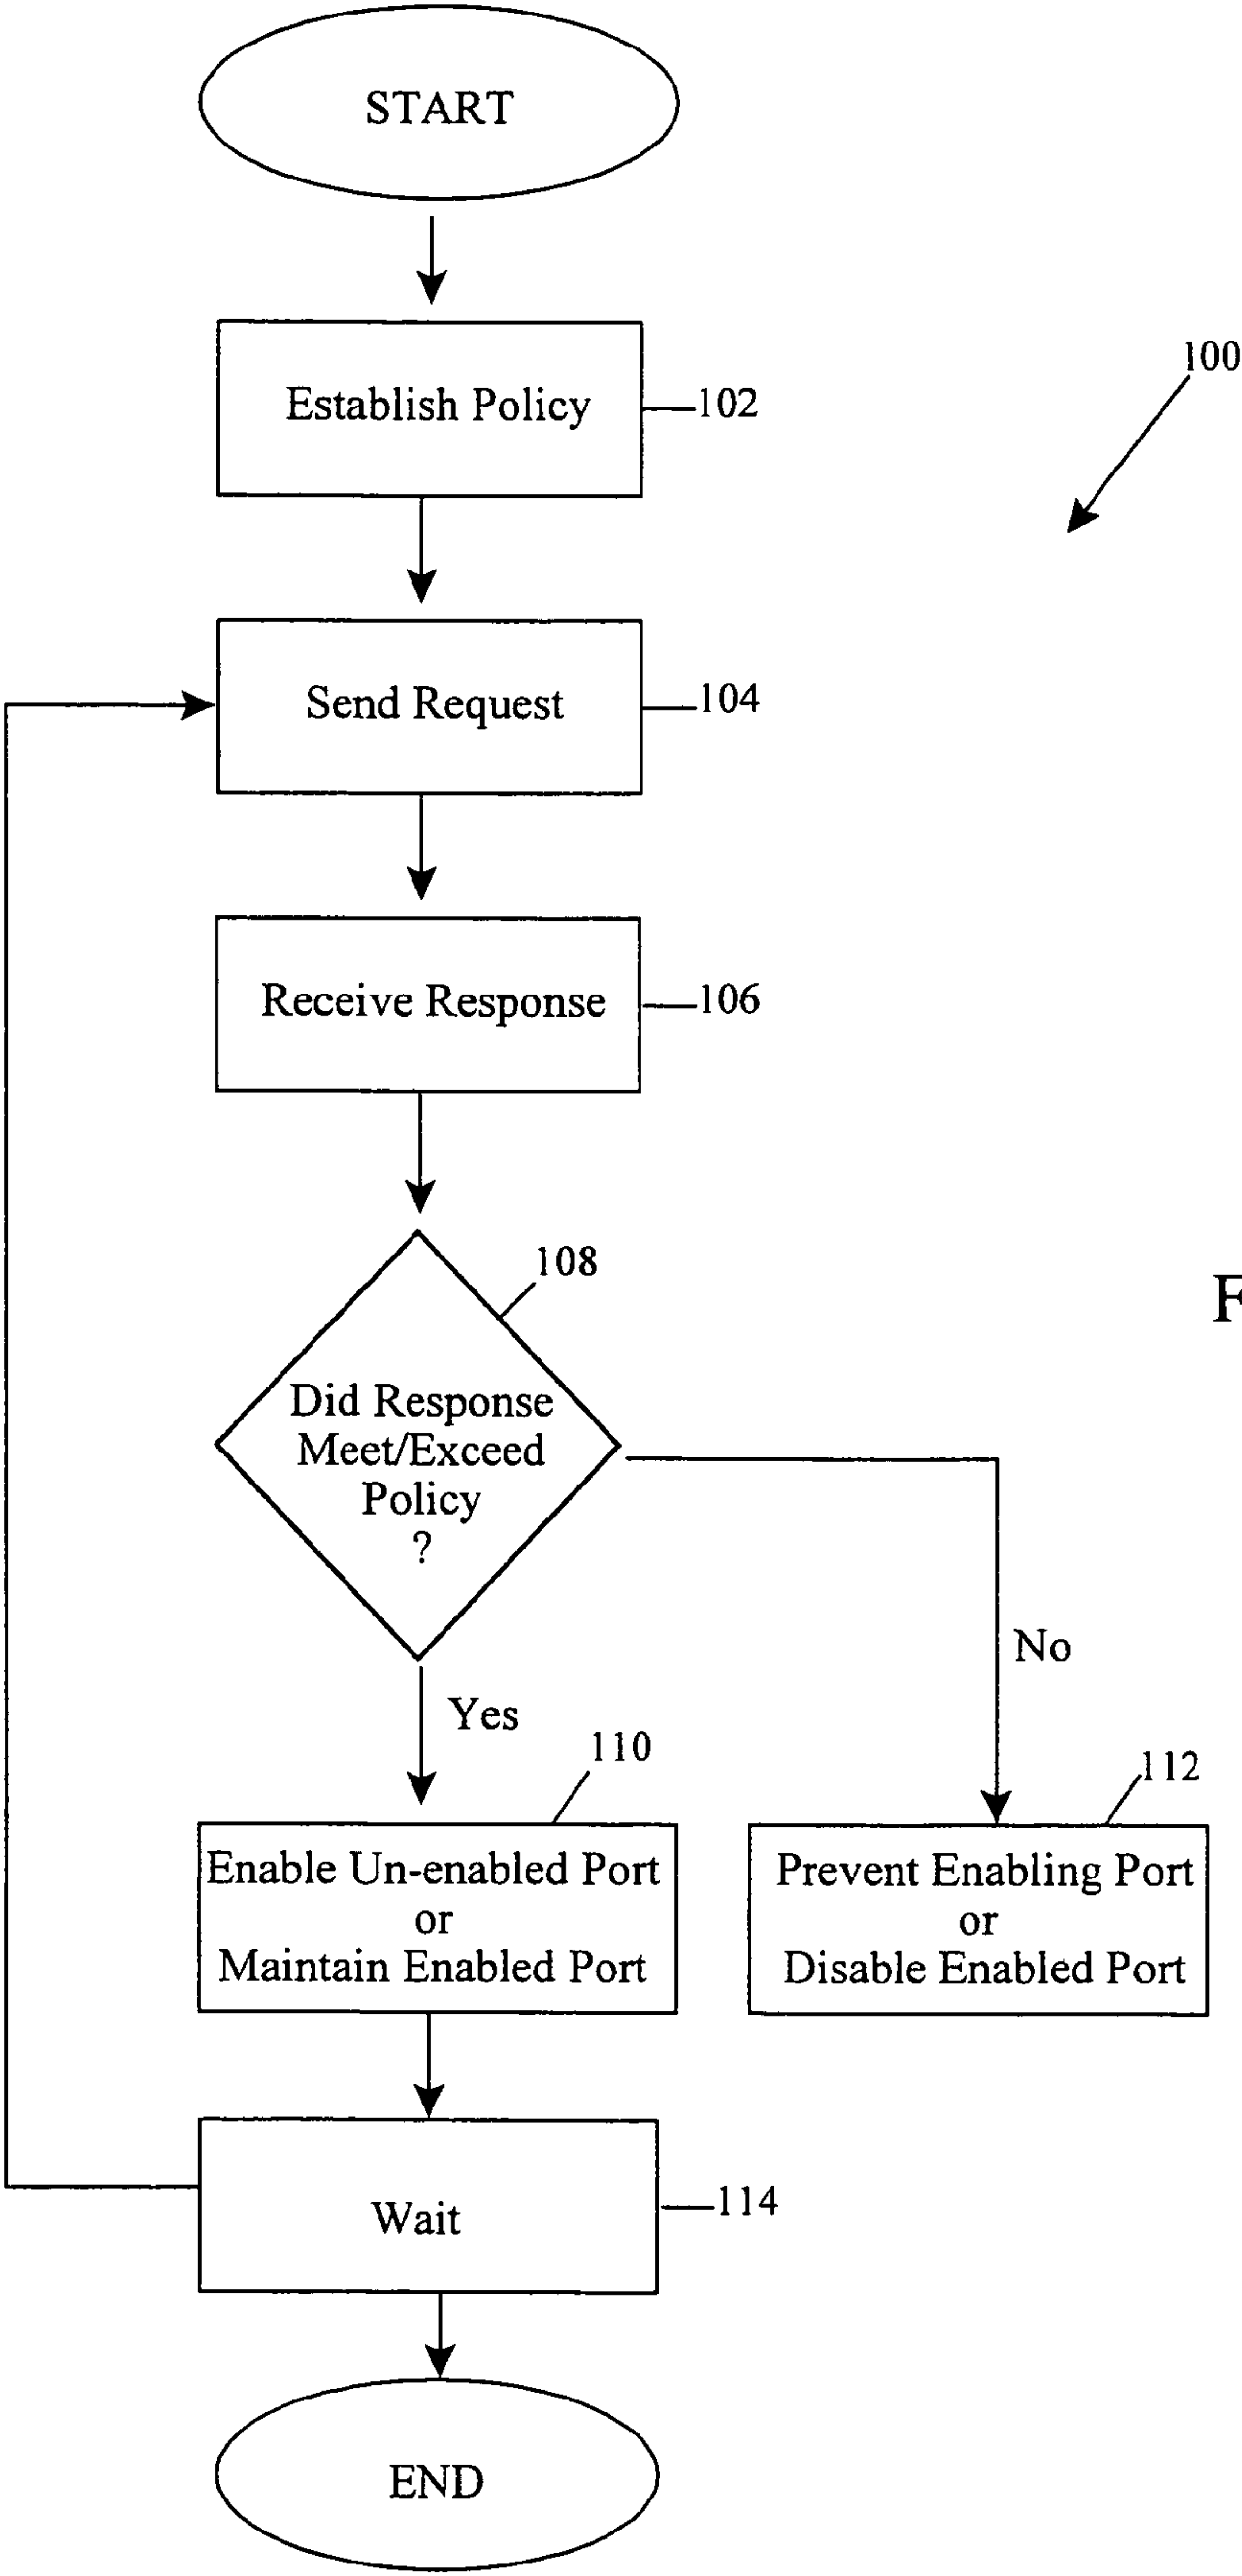 START
100
Establish Policy
102
Send Request
104
Receive Response
106
108
F
Did Response
Meet/Exceed
Policy
?
No
Yes
110
112
Enable Un-enabled Port
or
Maintain Enabled Port
Prevent Enabling Port
or
Disable Enabled Port
Wait
114
END